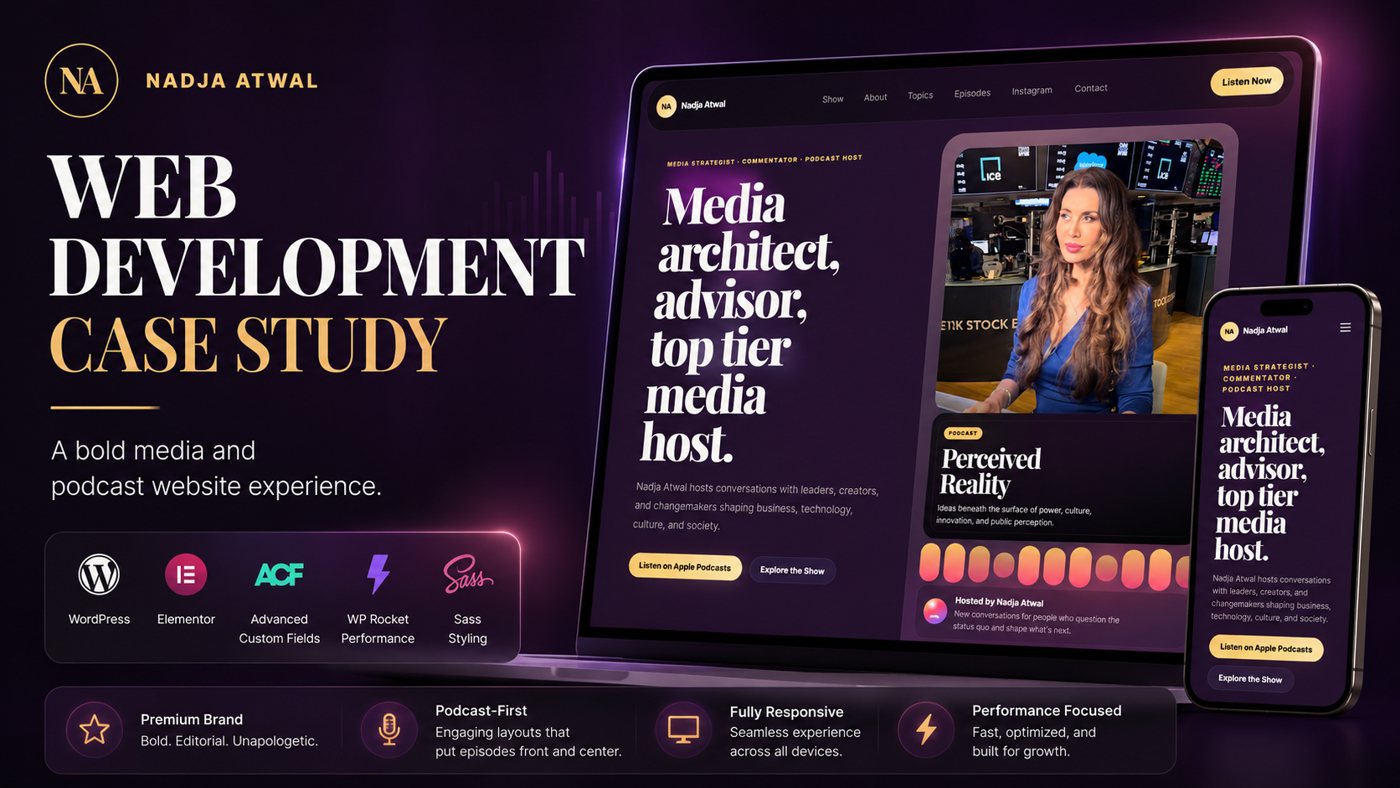 NA
NADJA ATWAL
WEB
DEVELOPMENT
CASE STUDY
A bold media and
podcast website experience.
WordPress
Elementor
ACF
Advanced
Custom Fields
WP Rocket
Performance
Sass
Sass
Styling
NA Nadja Atwal
Show About Topics Episodes Instagram Contact
Listen Now
MEDIA STRATEGIST · COMMENTATOR · PODCAST HOST
Media
architect,
advisor,
top tier
media
host.
Nadja Atwal hosts conversations with leaders, creators,
and changemakers shaping business, technology,
culture, and society.
Listen on Apple Podcasts
Explore the Show
ice
salesforce
STOCK E
STOCK
PODCAST
Perceived
Reality
Ideas beneath the surface of power, culture,
innovation, and public perception.
Hosted by Nadja Atwal
New conversations for people who question the
status quo and shape what's next.
NA Nadja Atwal
MEDIA STRATEGIST ·
COMMENTATOR ·
PODCAST HOST
Media
architect,
advisor,
top tier
media
host.
Nadja Atwal hosts conversations
with leaders, creators, and
changemakers shaping business,
technology, culture, and society.
Listen on Apple Podcasts
Explore the Show
Premium Brand
Bold. Editorial. Unapologetic.
Podcast-First
Engaging layouts that
put episodes front and center.
Fully Responsive
Seamless experience
across all devices.
Performance Focused
Fast, optimized, and
built for growth.